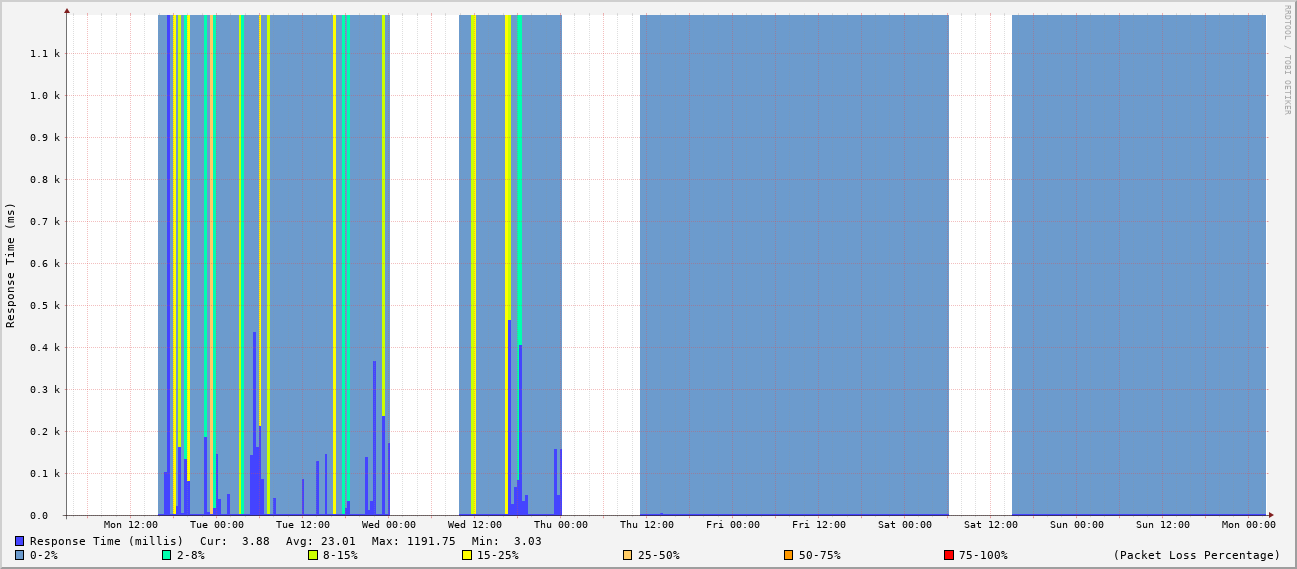 RRDTOOL / TOBI OETIKER
Response Time (ms)
1.1 k
1.0 k
0.9 k
0.8 k
0.7 k
0.6 k
0.5 k
0.4 k
0.3 k
0.2 k
0.1 k
0.0
Mon 12:00 Tue 00:00 Tue 12:00 Wed 00:00 Wed 12:00 Thu 00:00 Thu 12:00 Fri 00:00 Fri 12:00 Sat 00:00 Sat 12:00 Sun 00:00 Sun 12:00 Mon 00:00
Response Time (millis) Cur: 3.88 Avg: 23.01 Max: 1191.75 Min: 3.03
0-2% 2-8% 8-15% 15-25% 25-50% 50-75% 75-100% (Packet Loss Percentage)